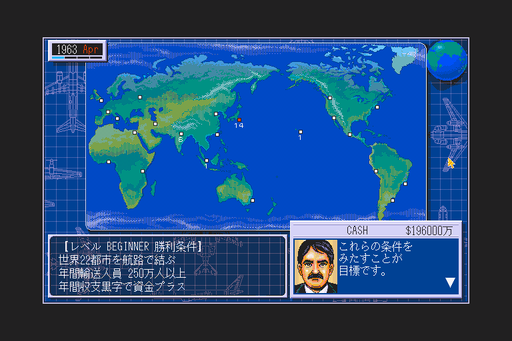 1963 Apr
14
1
6
1
【レベル BEGINNER 勝利条件】
世界22都市を航路で結ぶ
年間輸送人員 250万人以上
年間収支黒字で資金プラス
CASH $196000万
これらの条件を
みたすことが
目標です。